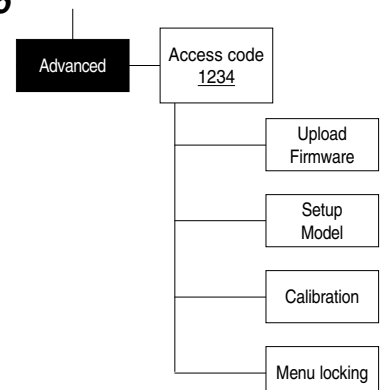 Advanced
Access code
1234
Upload
Firmware
Setup
Model
Calibration
Menu locking